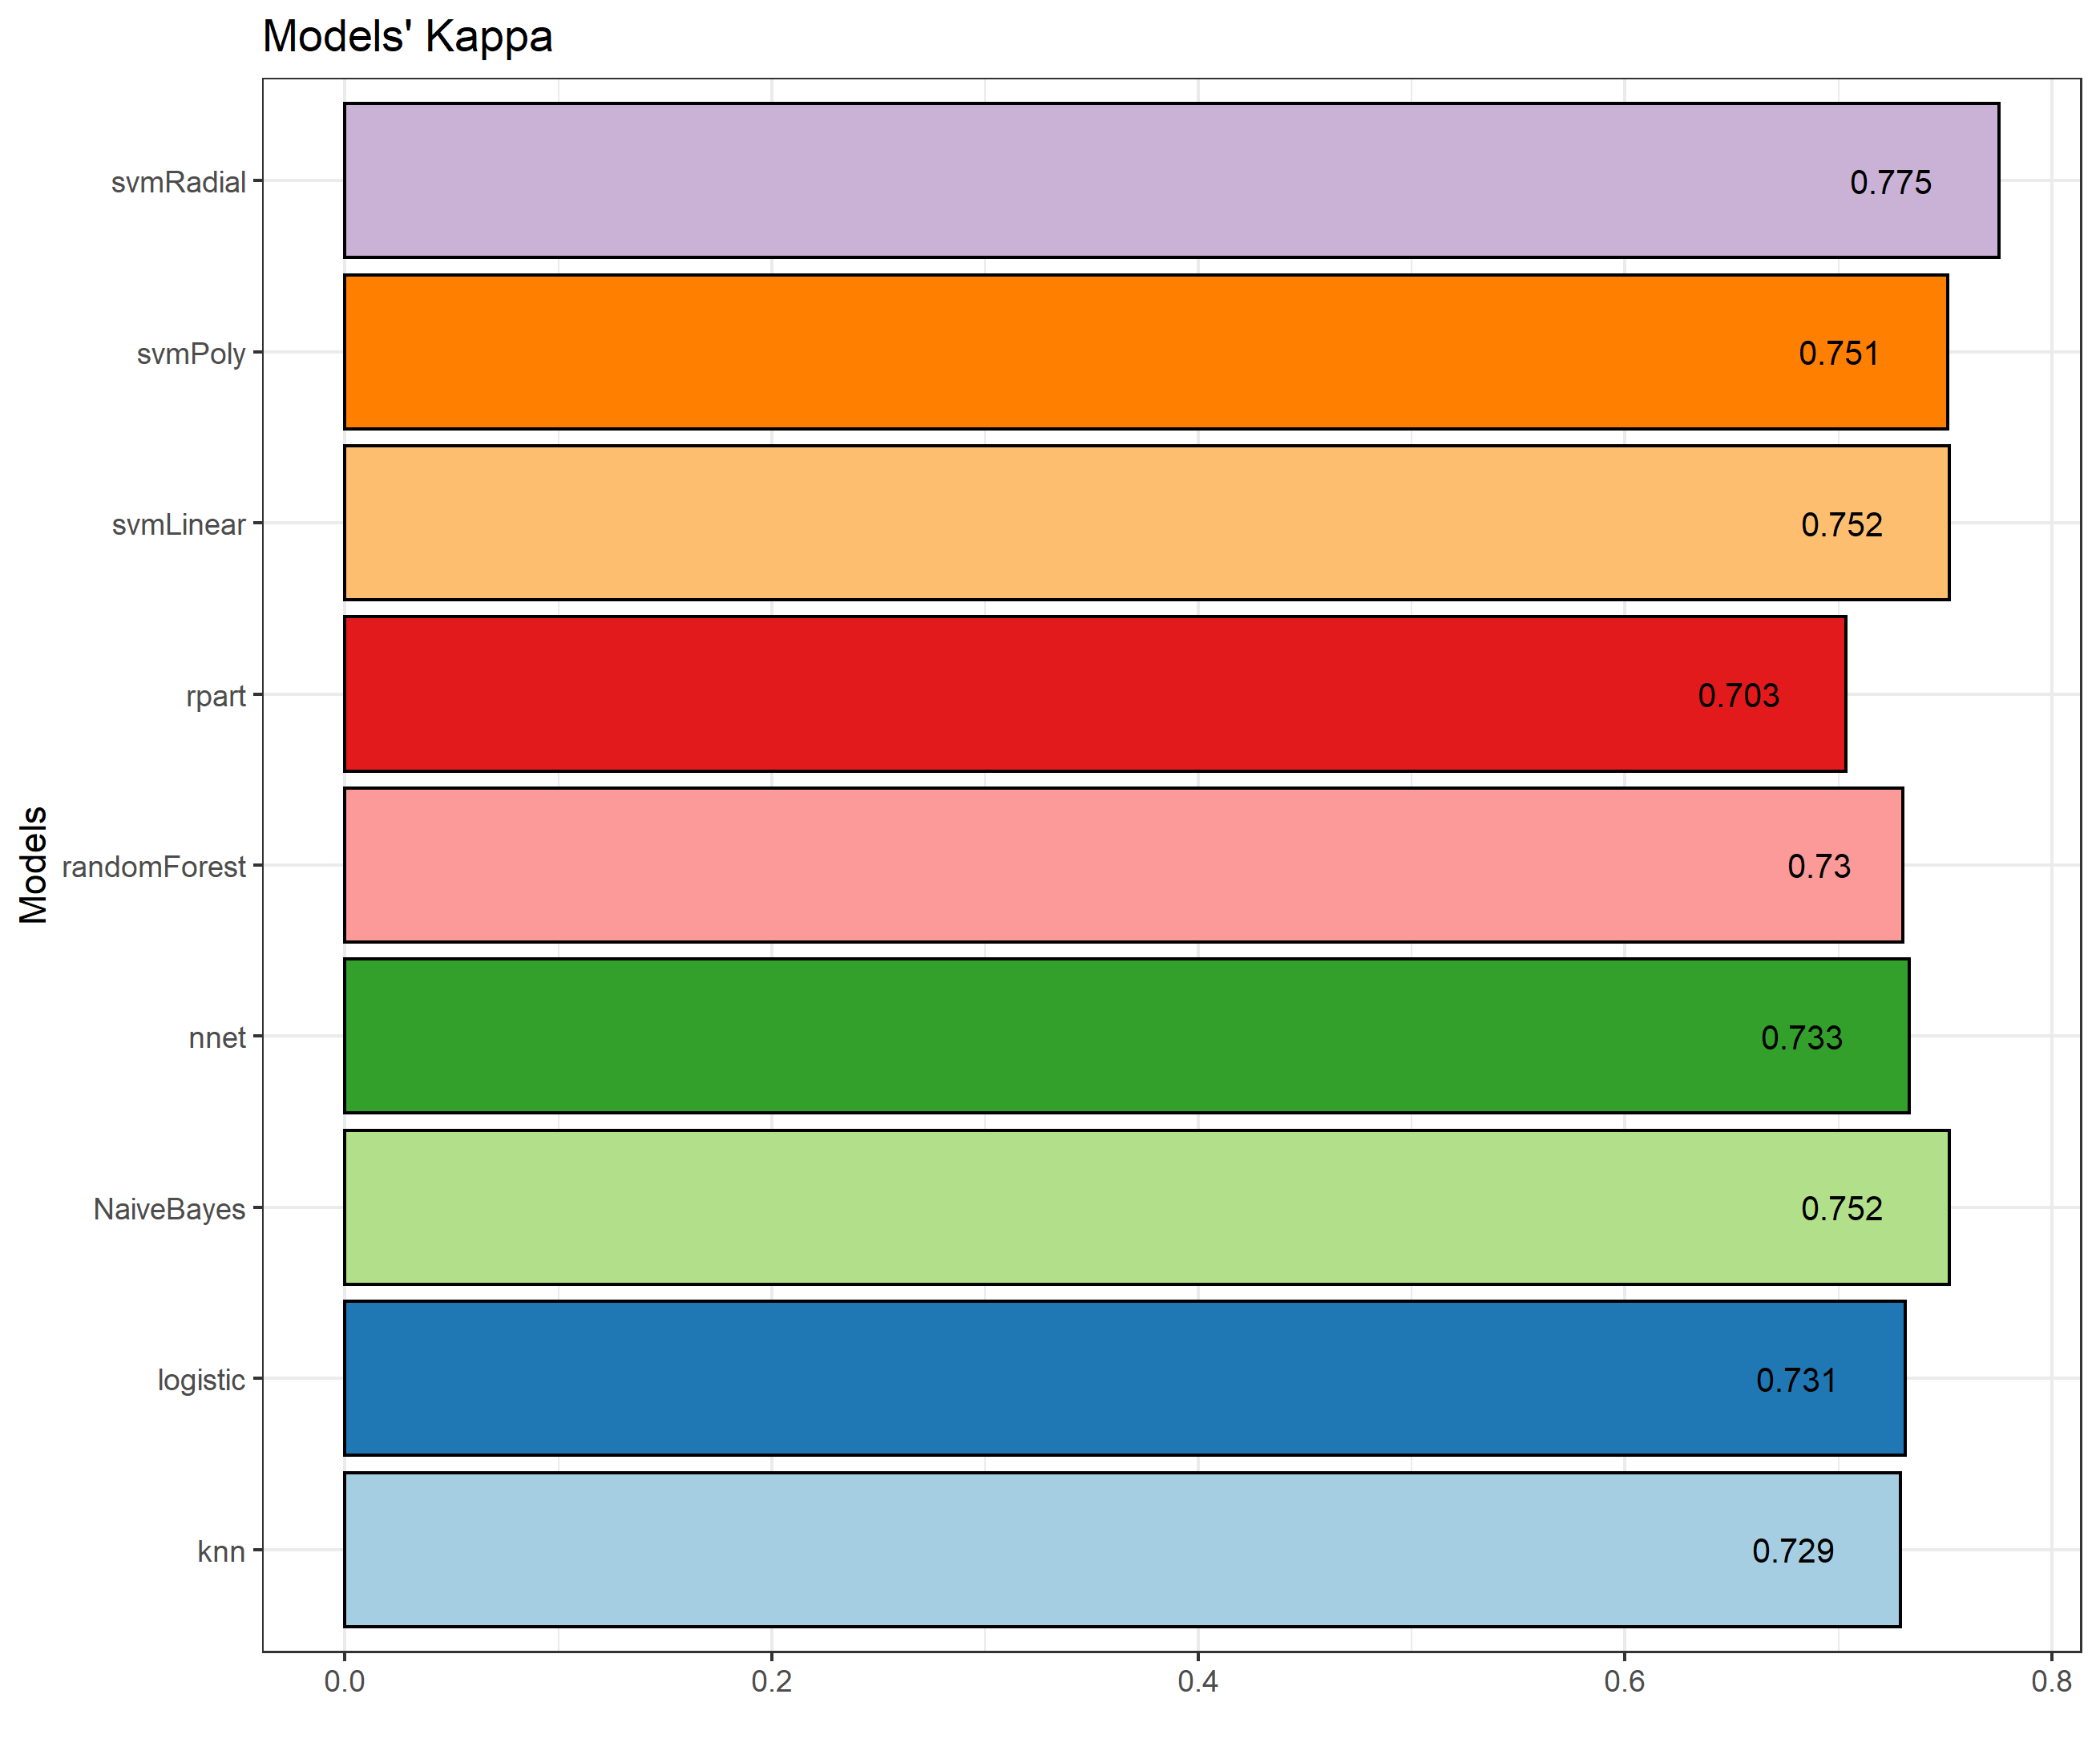 Models' Kappa
svmRadial
0.775
svmPoly
0.751
svmLinear
0.752
rpart
0.703
Models
randomForest
0.73
nnet
0.733
NaiveBayes
0.752
logistic
0.731
knn
0.729
0.0 0.2 0.4 0.6 0.8